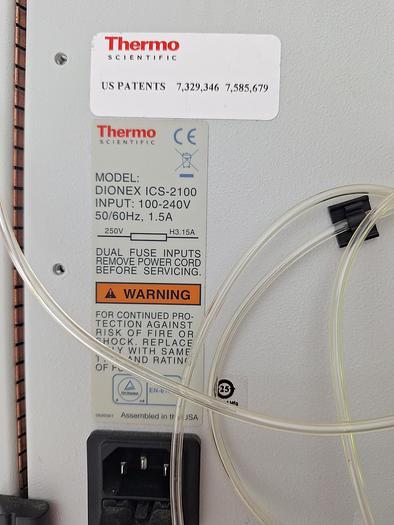 Thermo
SCIENTIFIC
US PATENTS 7,329,346 7,585,679
Thermo
SCIENTIFIC
CE
MODEL:
DIONEX ICS-2100
INPUT: 100-240V
50/60Hz, 1.5A
250V H3.15A
DUAL FUSE INPUTS
REMOVE POWER CORD
BEFORE SERVICING.
WARNING
FOR CONTINUED PRO-
TECTION AGAINST
RISK OF FIRE OR
SHOCK. REPLACE
ONLY WITH SAME
AND RATING
OF
Assembled in the USA
25